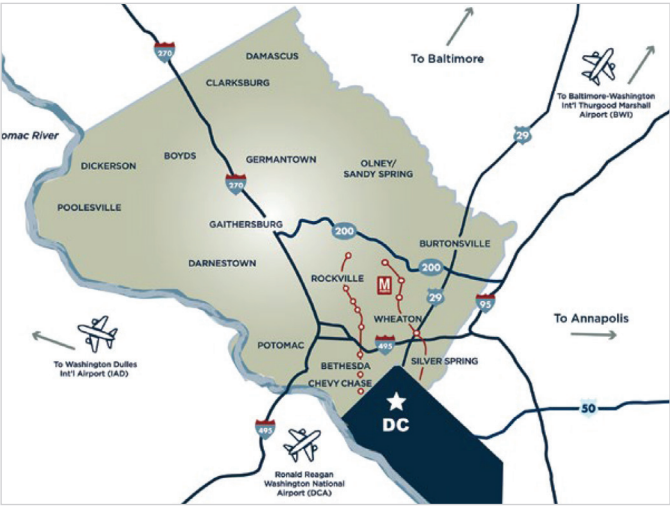 270
DAMASCUS
To Baltimore
CLARKSBURG
To Baltimore-Washington
Int'l Thurgood Marshall
Airport (BWI)
omac River
29
DICKERSON
BOYDS
GERMANTOWN
OLNEY/
SANDY SPRING
270
POOLESVILLE
GAITHERSBURG
200
BURTONSVILLE
DARNESTOWN
200
ROCKVILLE
M
29
95
WHEATON
To Annapolis
POTOMAC
495
To Washington Dulles
Int'l Airport (IAD)
BETHESDA
SILVER SPRING
CHEVY CHASE
DC
50
495
Ronald Reagan
Washington National
Airport (DCA)